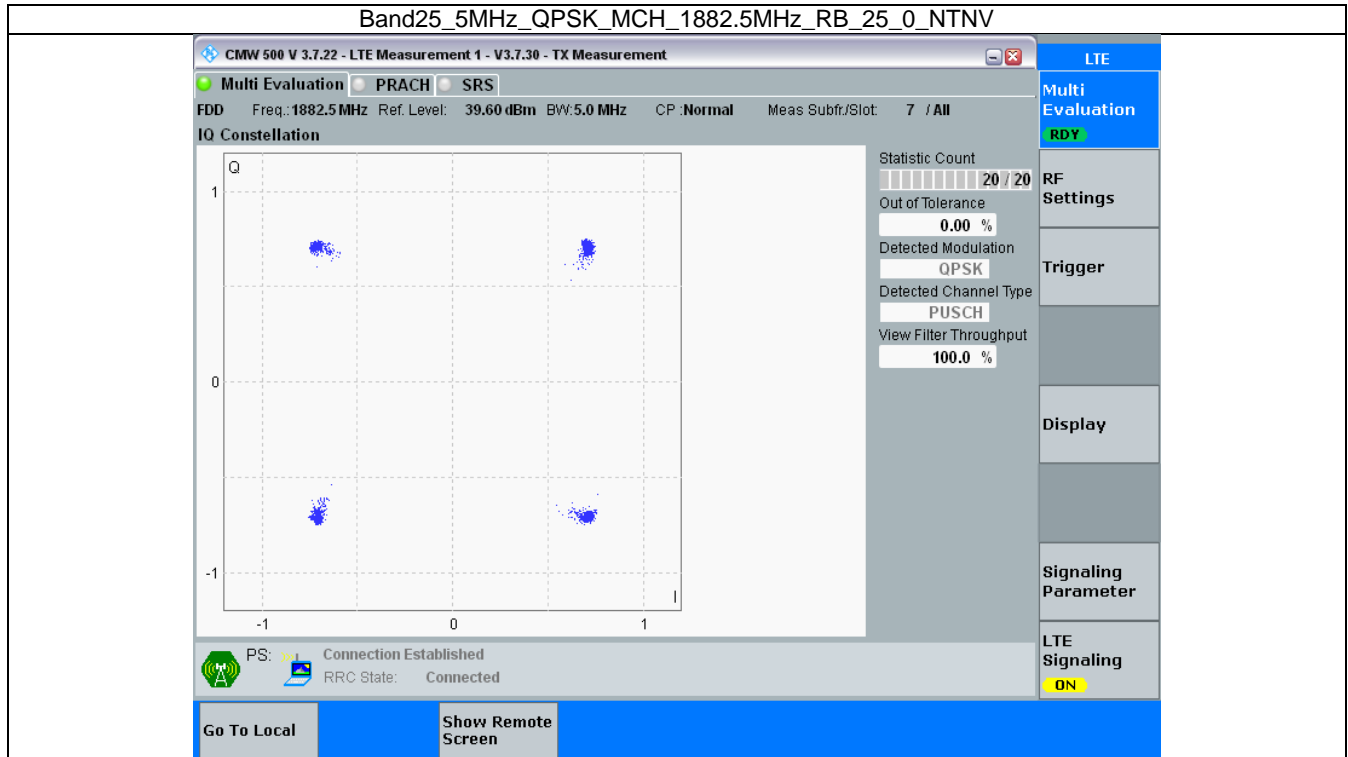 Band25_5MHz_QPSK_MCH_1882.5MHz_RB_25_0_NTNV
CMW 500 V 3.7.22 - LTE Measurement 1 - V3.7.30 - TX Measurement
LTE
Multi Evaluation PRACH SRS
Multi
Evaluation
RDY
FDD Freq.:1882.5 MHz Ref. Level: 39.60 dBm BW:5.0 MHz CP :Normal Meas Subfr./Slot: 7 / All
IQ Constellation
Q
1
0
-1
I
-1 0 1
Statistic Count
20 / 20
Out of Tolerance
0.00 %
Detected Modulation
QPSK
Detected Channel Type
PUSCH
View Filter Throughput
100.0 %
RF
Settings
Trigger
Display
Signaling
Parameter
LTE
Signaling
ON
PS: Connection Established
RRC State: Connected
Go To Local
Show Remote
Screen